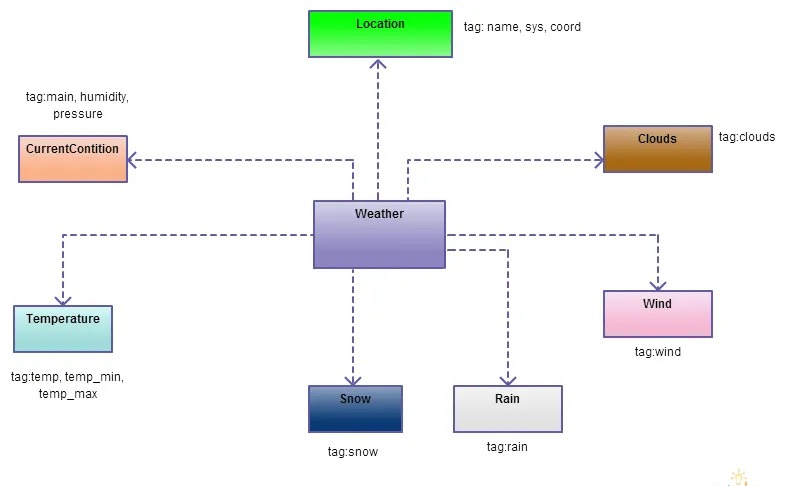 Location
tag: name, sys, coord
tag:main, humidity,
pressure
CurrentContition
Clouds
tag:clouds
Weather
Temperature
tag:temp, temp_min,
temp_max
Wind
tag:wind
Snow
tag:snow
Rain
tag:rain